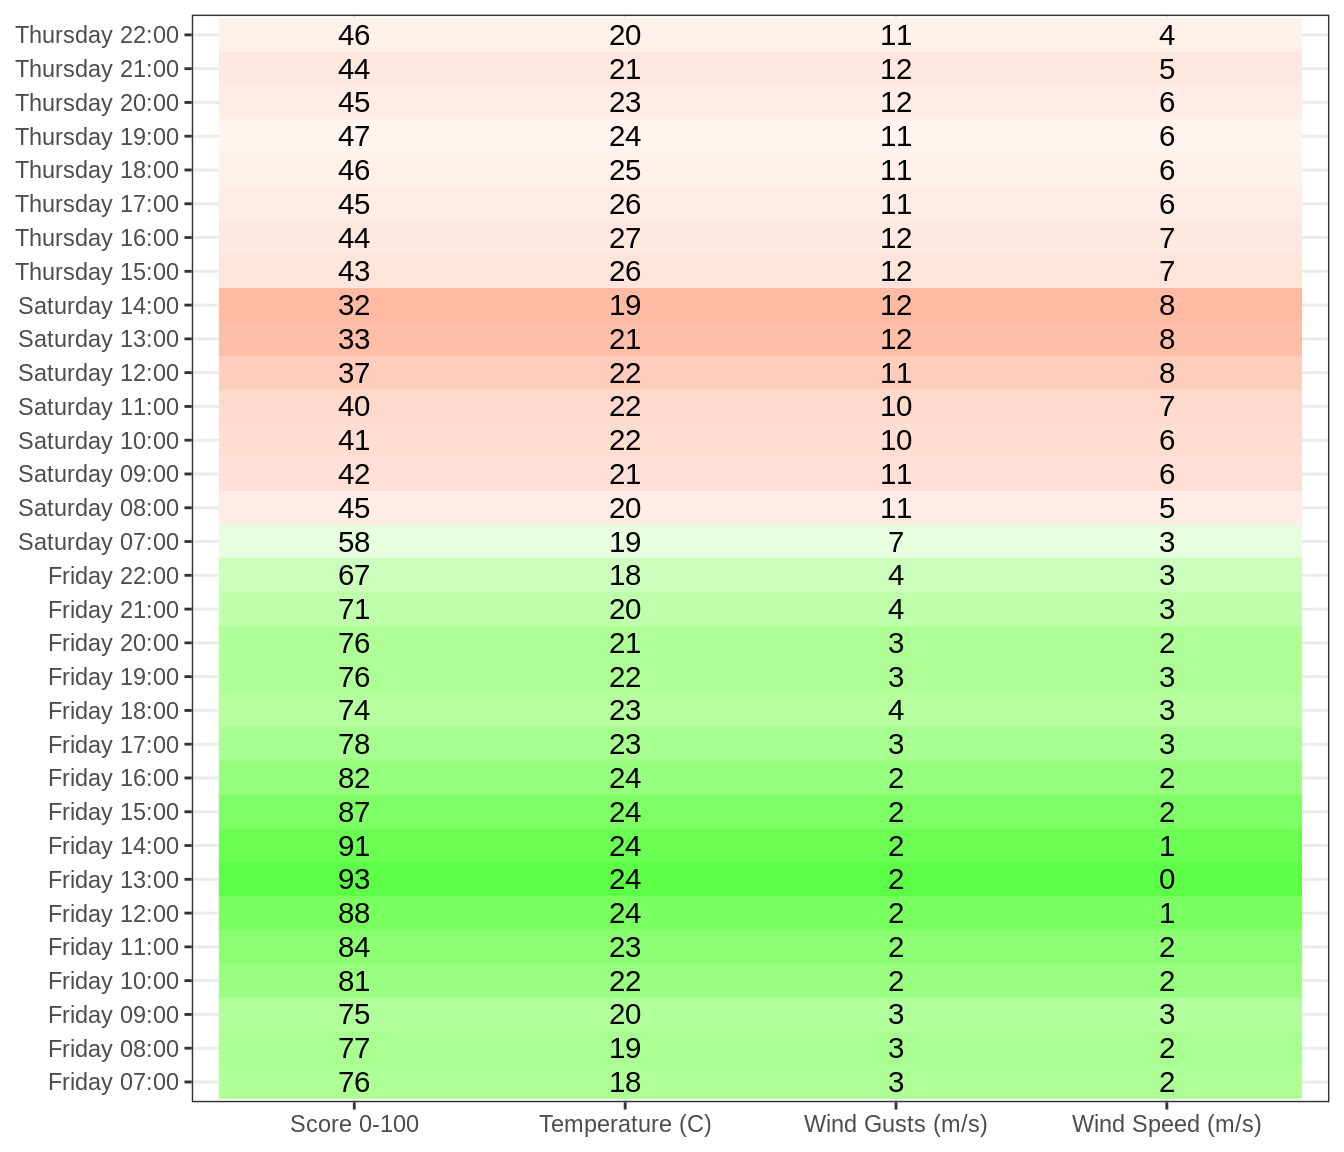 Thursday 22:00 46 20 11 4
Thursday 21:00 44 21 12 5
Thursday 20:00 45 23 12 6
Thursday 19:00 47 24 11 6
Thursday 18:00 46 25 11 6
Thursday 17:00 45 26 11 6
Thursday 16:00 44 27 12 7
Thursday 15:00 43 26 12 7
Saturday 14:00 32 19 12 8
Saturday 13:00 33 21 12 8
Saturday 12:00 37 22 11 8
Saturday 11:00 40 22 10 7
Saturday 10:00 41 22 10 6
Saturday 09:00 42 21 11 6
Saturday 08:00 45 20 11 5
Saturday 07:00 58 19 7 3
Friday 22:00 67 18 4 3
Friday 21:00 71 20 4 3
Friday 20:00 76 21 3 2
Friday 19:00 76 22 3 3
Friday 18:00 74 23 4 3
Friday 17:00 78 23 3 3
Friday 16:00 82 24 2 2
Friday 15:00 87 24 2 2
Friday 14:00 91 24 2 1
Friday 13:00 93 24 2 0
Friday 12:00 88 24 2 1
Friday 11:00 84 23 2 2
Friday 10:00 81 22 2 2
Friday 09:00 75 20 3 3
Friday 08:00 77 19 3 2
Friday 07:00 76 18 3 2
Score 0-100 Temperature (C) Wind Gusts (m/s) Wind Speed (m/s)